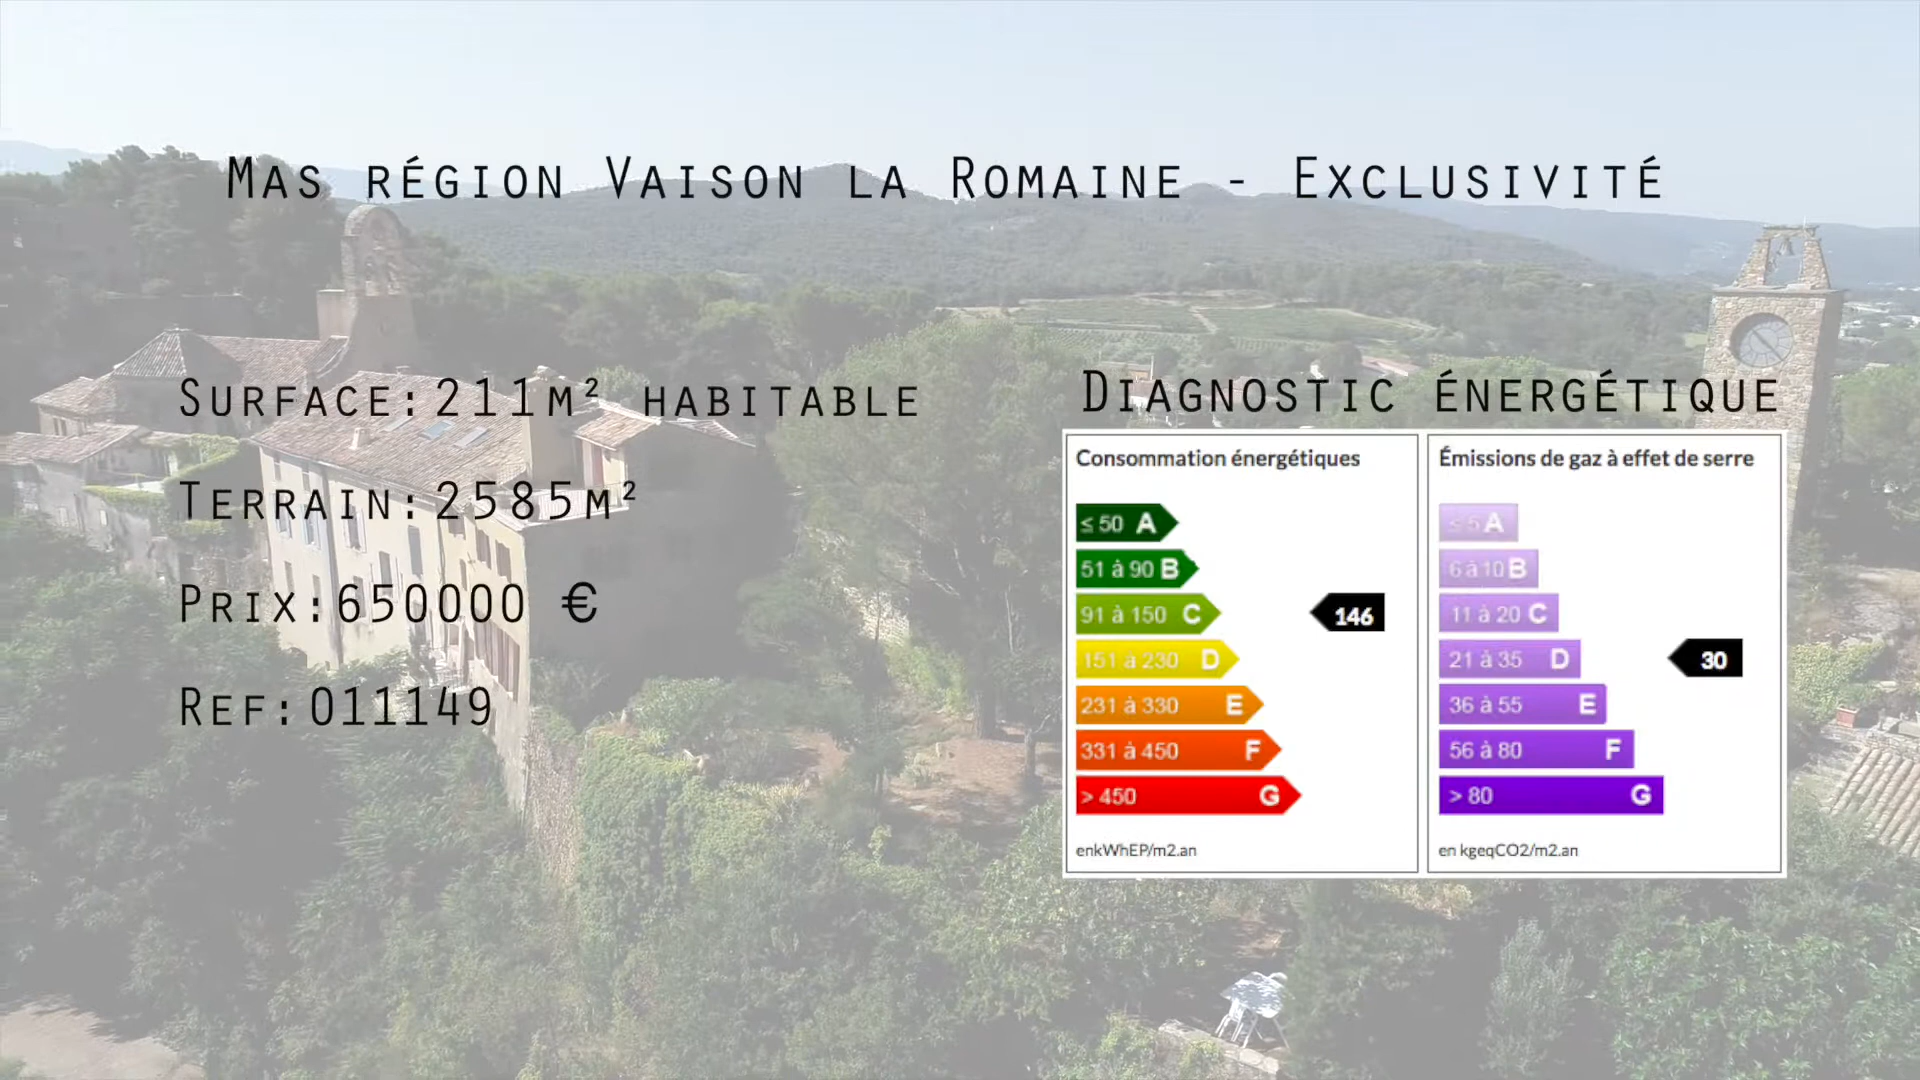 Mas région Vaison la Romaine - Exclusivité
Surface:211m² habitable
Terrain:2585m²
Prix:650000 €
Ref:011149
Diagnostic énergétique
Consommation énergétiques
≤ 50 A
51 à 90 B
91 à 150 C
146
151 à 230 D
231 à 330 E
331 à 450 F
> 450 G
enkWhEP/m2.an
Émissions de gaz à effet de serre
≤ 5 A
6 à 10 B
11 à 20 C
21 à 35 D
30
36 à 55 E
56 à 80 F
> 80 G
en kgeqCO2/m2.an